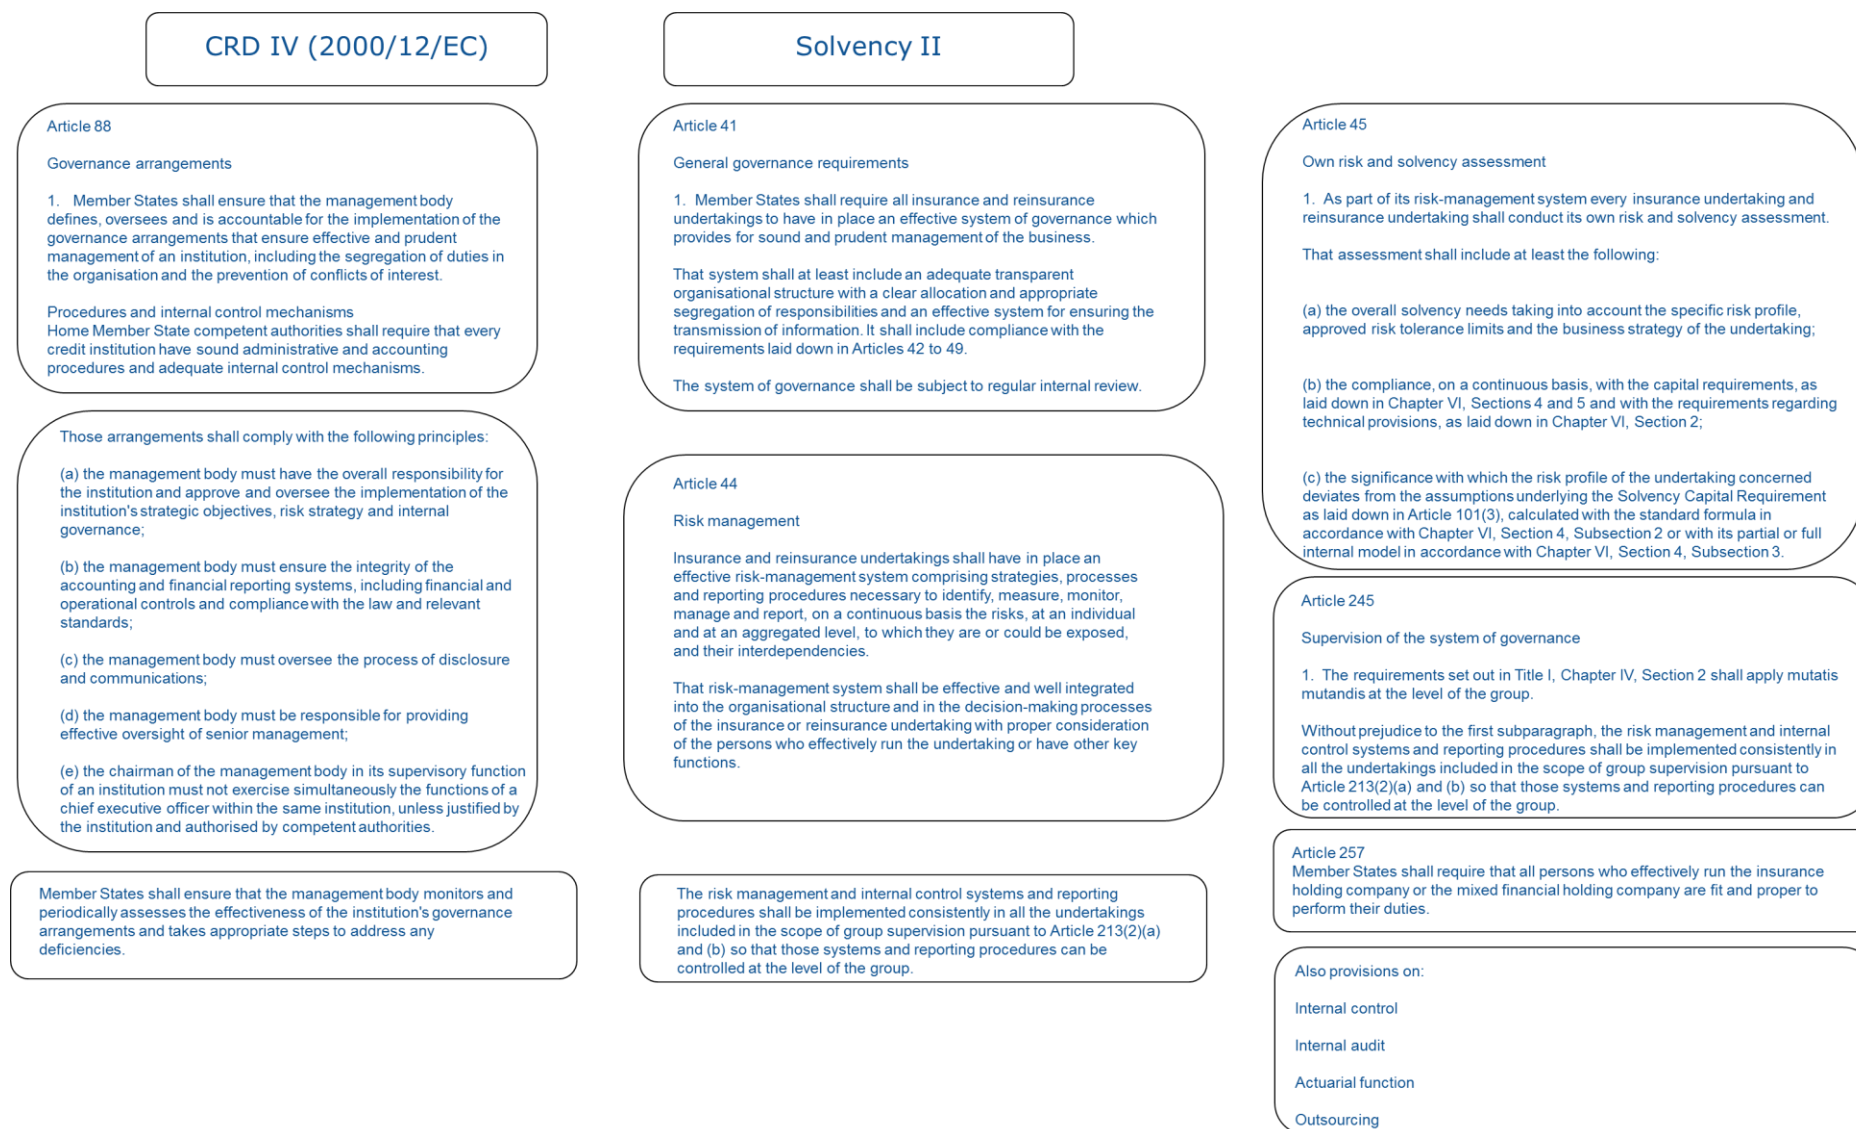 CRD IV (2000/12/EC)
Solvency II
Article 88
Governance arrangements
1. Member States shall ensure that the management body
defines, oversees and is accountable for the implementation of the
governance arrangements that ensure effective and prudent
management of an institution, including the segregation of duties in
the organisation and the prevention of conflicts of interest.
Procedures and internal control mechanisms
Home Member State competent authorities shall require that every
credit institution have sound administrative and accounting
procedures and adequate internal control mechanisms.
Those arrangements shall comply with the following principles:
(a) the management body must have the overall responsibility for
the institution and approve and oversee the implementation of the
institution's strategic objectives, risk strategy and internal
governance;
(b) the management body must ensure the integrity of the
accounting and financial reporting systems, including financial and
operational controls and compliance with the law and relevant
standards;
(c) the management body must oversee the process of disclosure
and communications;
(d) the management body must be responsible for providing
effective oversight of senior management;
(e) the chairman of the management body in its supervisory function
of an institution must not exercise simultaneously the functions of a
chief executive officer within the same institution, unless justified by
the institution and authorised by competent authorities.
Member States shall ensure that the management body monitors and
periodically assesses the effectiveness of the institution's governance
arrangements and takes appropriate steps to address any
deficiencies.
Article 41
General governance requirements
1. Member States shall require all insurance and reinsurance
undertakings to have in place an effective system of governance which
provides for sound and prudent management of the business.
That system shall at least include an adequate transparent
organisational structure with a clear allocation and appropriate
segregation of responsibilities and an effective system for ensuring the
transmission of information. It shall include compliance with the
requirements laid down in Articles 42 to 49.
The system of governance shall be subject to regular internal review.
Article 44
Risk management
Insurance and reinsurance undertakings shall have in place an
effective risk-management system comprising strategies, processes
and reporting procedures necessary to identify, measure, monitor,
manage and report, on a continuous basis the risks, at an individual
and at an aggregated level, to which they are or could be exposed,
and their interdependencies.
That risk-management system shall be effective and well integrated
into the organisational structure and in the decision-making processes
of the insurance or reinsurance undertaking with proper consideration
of the persons who effectively run the undertaking or have other key
functions.
The risk management and internal control systems and reporting
procedures shall be implemented consistently in all the undertakings
included in the scope of group supervision pursuant to Article 213(2)(a)
and (b) so that those systems and reporting procedures can be
controlled at the level of the group.
Article 45
Own risk and solvency assessment
1. As part of its risk-management system every insurance undertaking and
reinsurance undertaking shall conduct its own risk and solvency assessment.
That assessment shall include at least the following:
(a) the overall solvency needs taking into account the specific risk profile,
approved risk tolerance limits and the business strategy of the undertaking;
(b) the compliance, on a continuous basis, with the capital requirements, as
laid down in Chapter VI, Sections 4 and 5 and with the requirements regarding
technical provisions, as laid down in Chapter VI, Section 2;
(c) the significance with which the risk profile of the undertaking concerned
deviates from the assumptions underlying the Solvency Capital Requirement
as laid down in Article 101(3), calculated with the standard formula in
accordance with Chapter VI, Section 4, Subsection 2 or with its partial or full
internal model in accordance with Chapter VI, Section 4, Subsection 3.
Article 245
Supervision of the system of governance
1. The requirements set out in Title I, Chapter IV, Section 2 shall apply mutatis
mutandis at the level of the group.
Without prejudice to the first subparagraph, the risk management and internal
control systems and reporting procedures shall be implemented consistently in
all the undertakings included in the scope of group supervision pursuant to
Article 213(2)(a) and (b) so that those systems and reporting procedures can
be controlled at the level of the group.
Article 257
Member States shall require that all persons who effectively run the insurance
holding company or the mixed financial holding company are fit and proper to
perform their duties.
Also provisions on:
Internal control
Internal audit
Actuarial function
Outsourcing